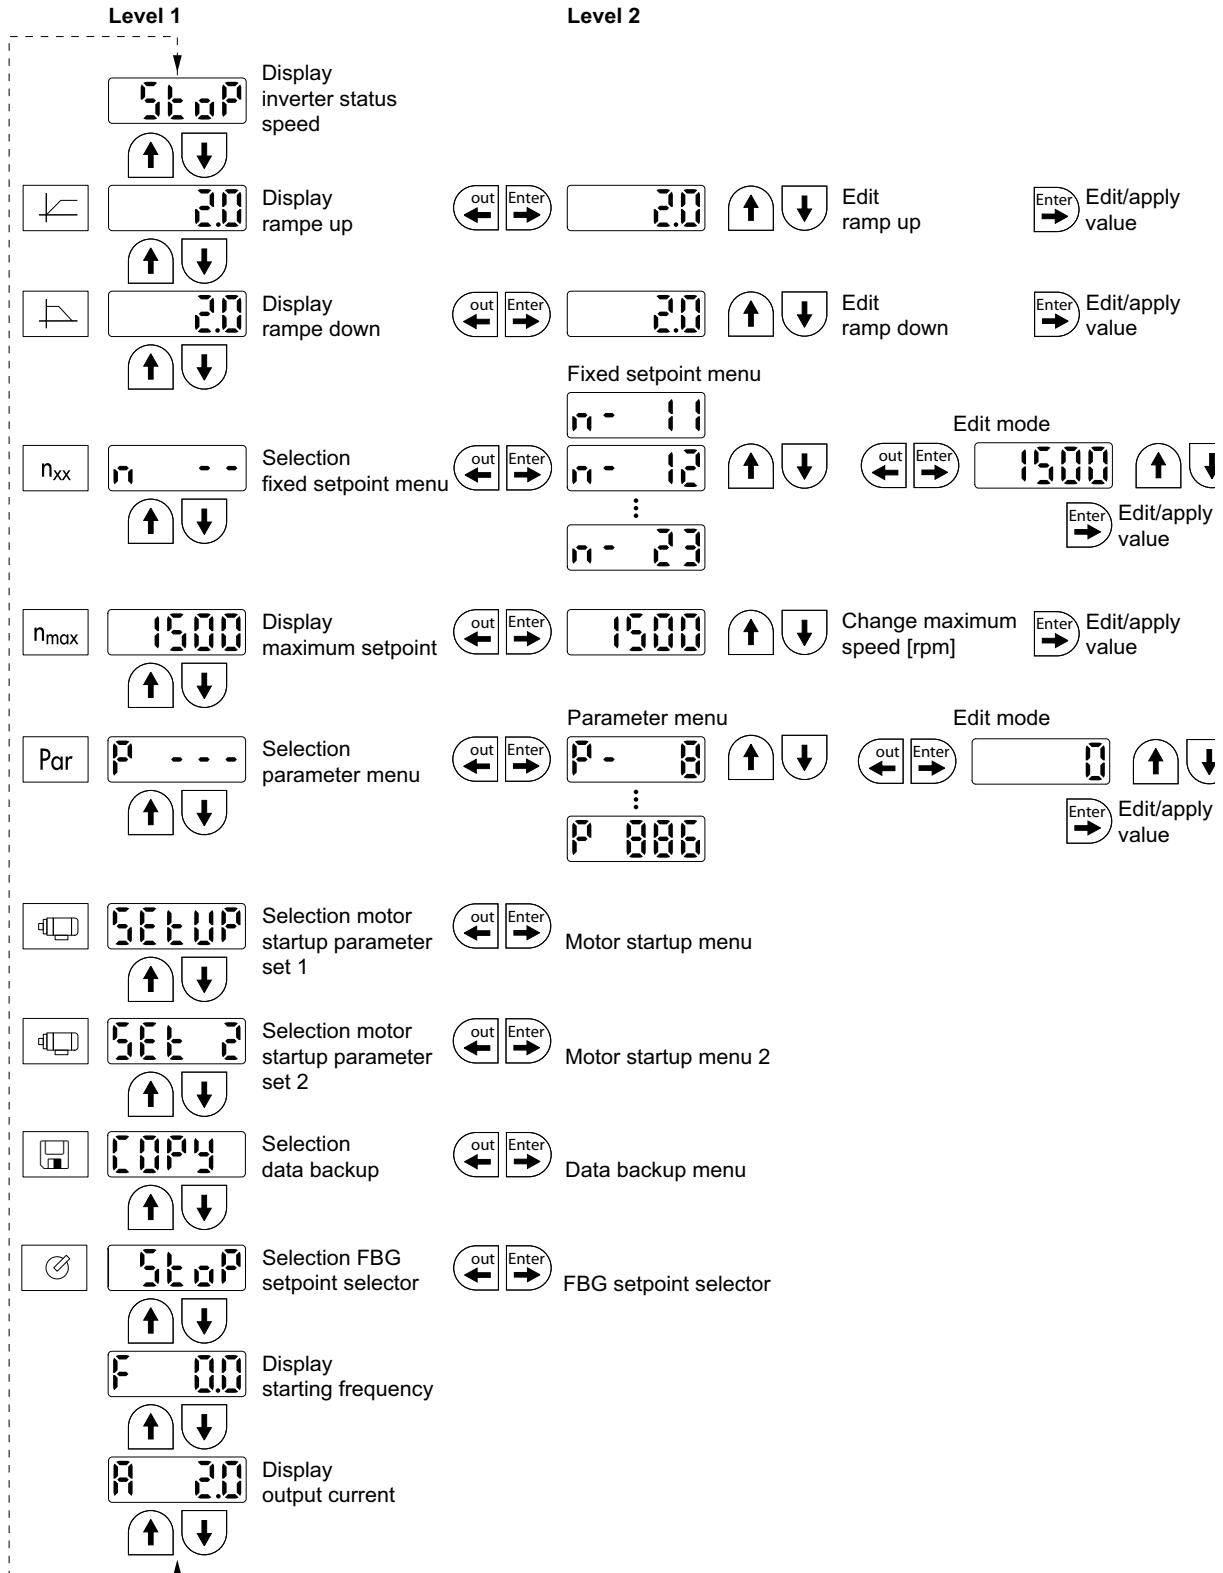 Level 1 Level 2
StoP Display
inverter status
speed
2.0 Display
rampe up out Enter 2.0 Edit
ramp up Enter Edit/apply
value
2.0 Display
rampe down out Enter 2.0 Edit
ramp down Enter Edit/apply
value
Fixed setpoint menu
n- 11
Edit mode
nxx n -- Selection
fixed setpoint menu out Enter n- 12 out Enter 1500
Enter Edit/apply
value
n- 23
nmax 1500 Display
maximum setpoint out Enter 1500 Change maximum
speed [rpm] Enter Edit/apply
value
Parameter menu Edit mode
Par P --- Selection
parameter menu out Enter P- 8 out Enter 0
Enter Edit/apply
value
P 886
SEtUP Selection motor
startup parameter
set 1 out Enter Motor startup menu
SEt 2 Selection motor
startup parameter
set 2 out Enter Motor startup menu 2
COPY Selection
data backup out Enter Data backup menu
StoP Selection FBG
setpoint selector out Enter FBG setpoint selector
F 0.0 Display
starting frequency
A 2.0 Display
output current